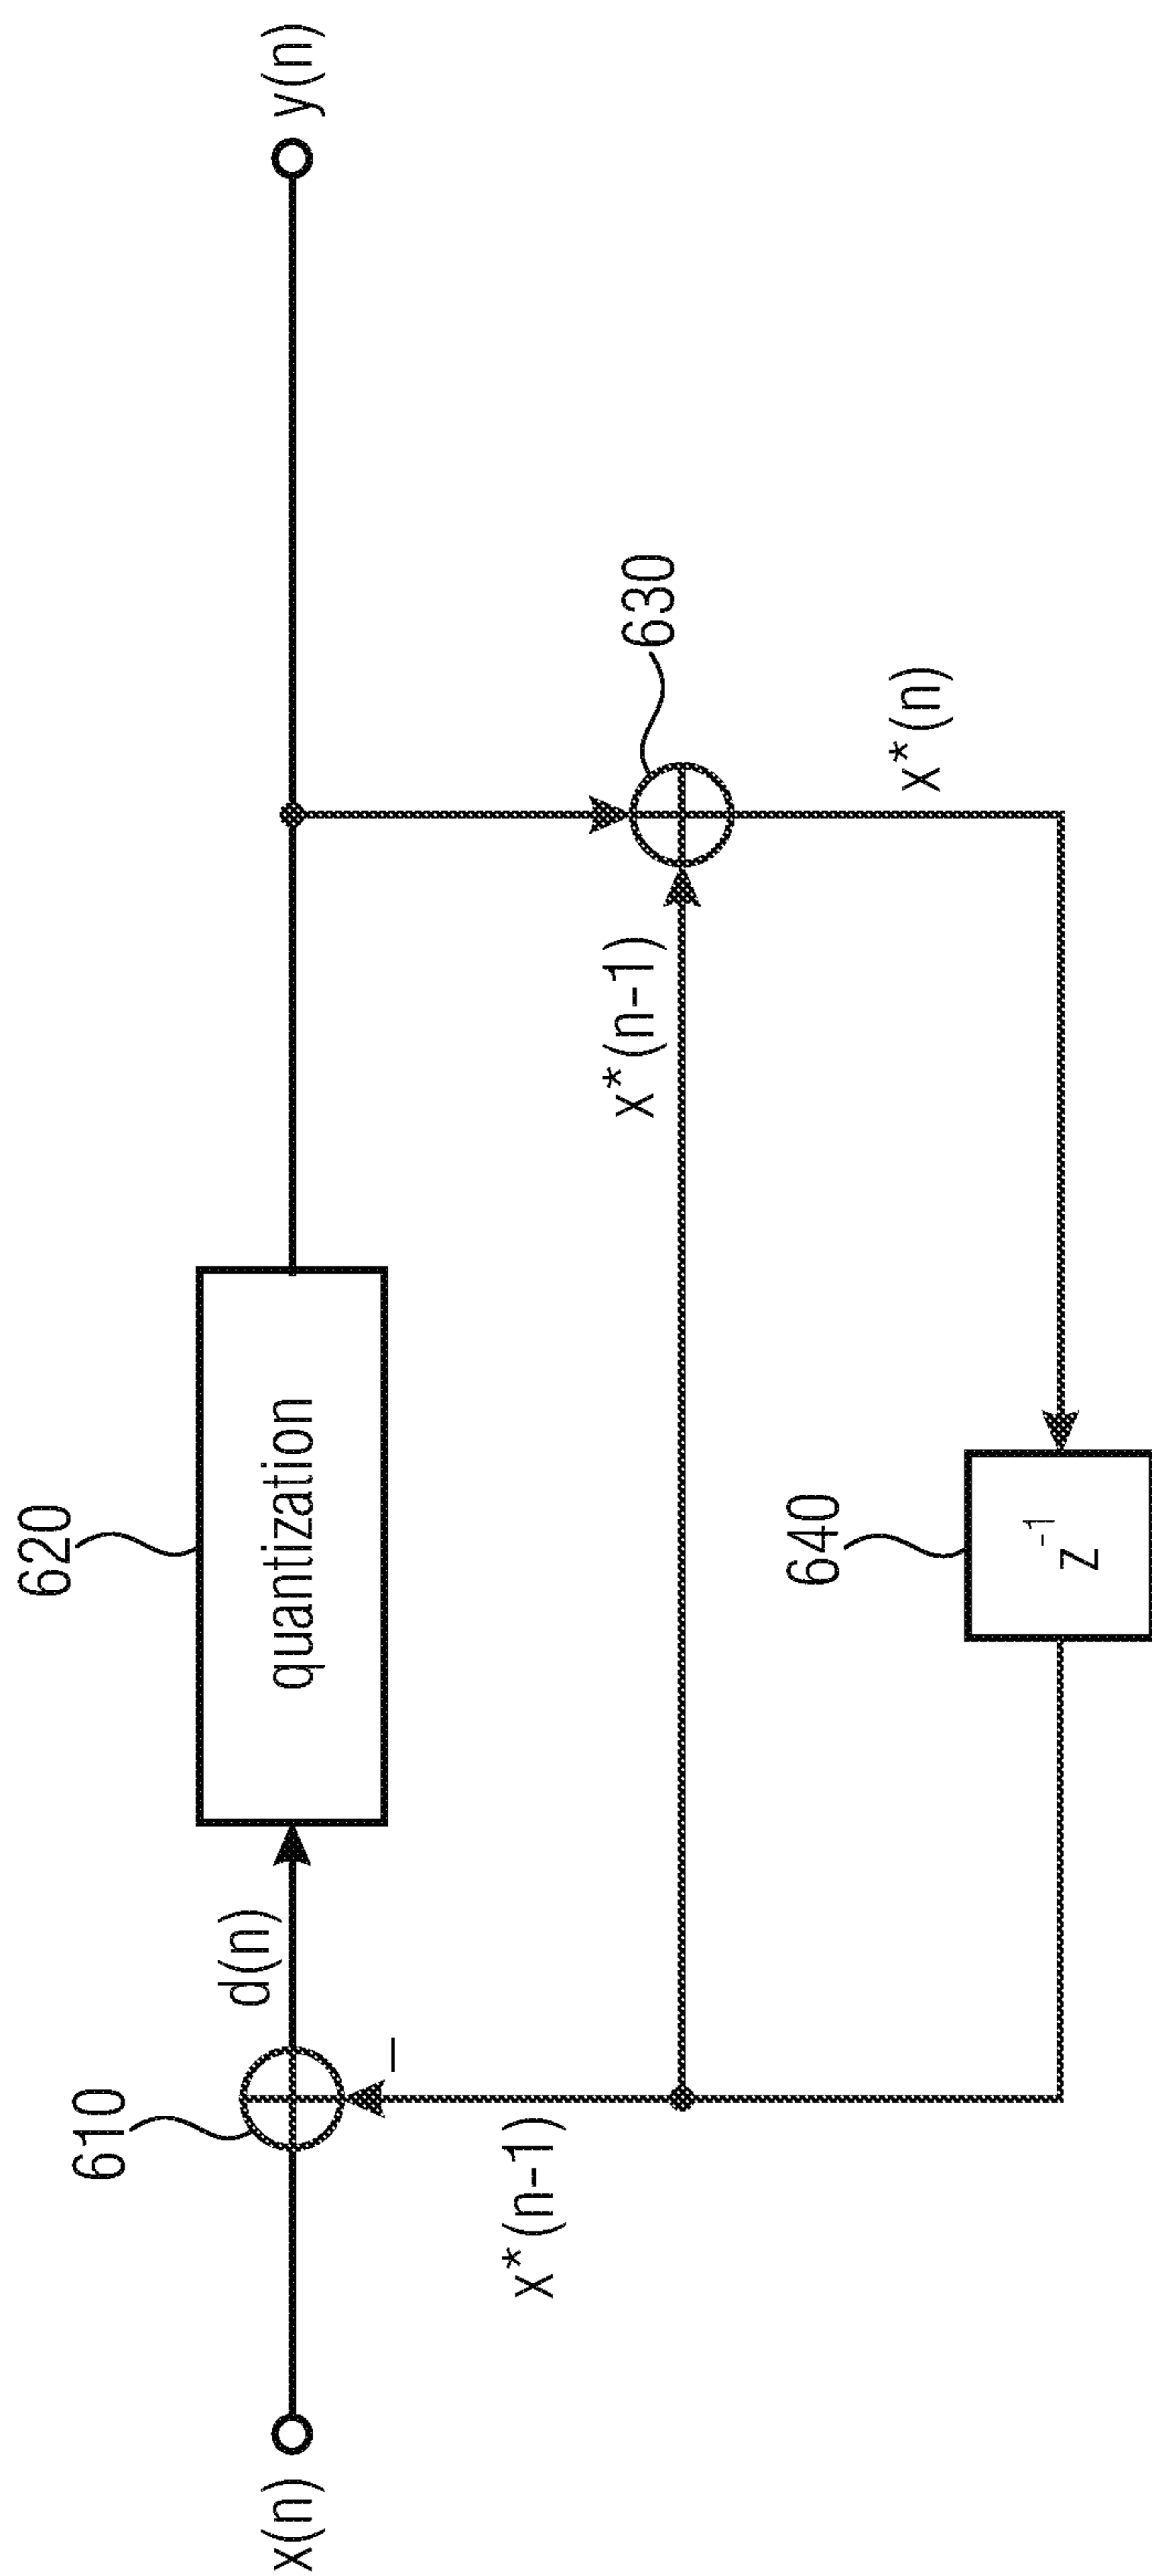 620
640
610
d(n)
quantization
y(n)
x(n)
–
630
x*(n-1)
x*(n-1)
x*(n)
z-1